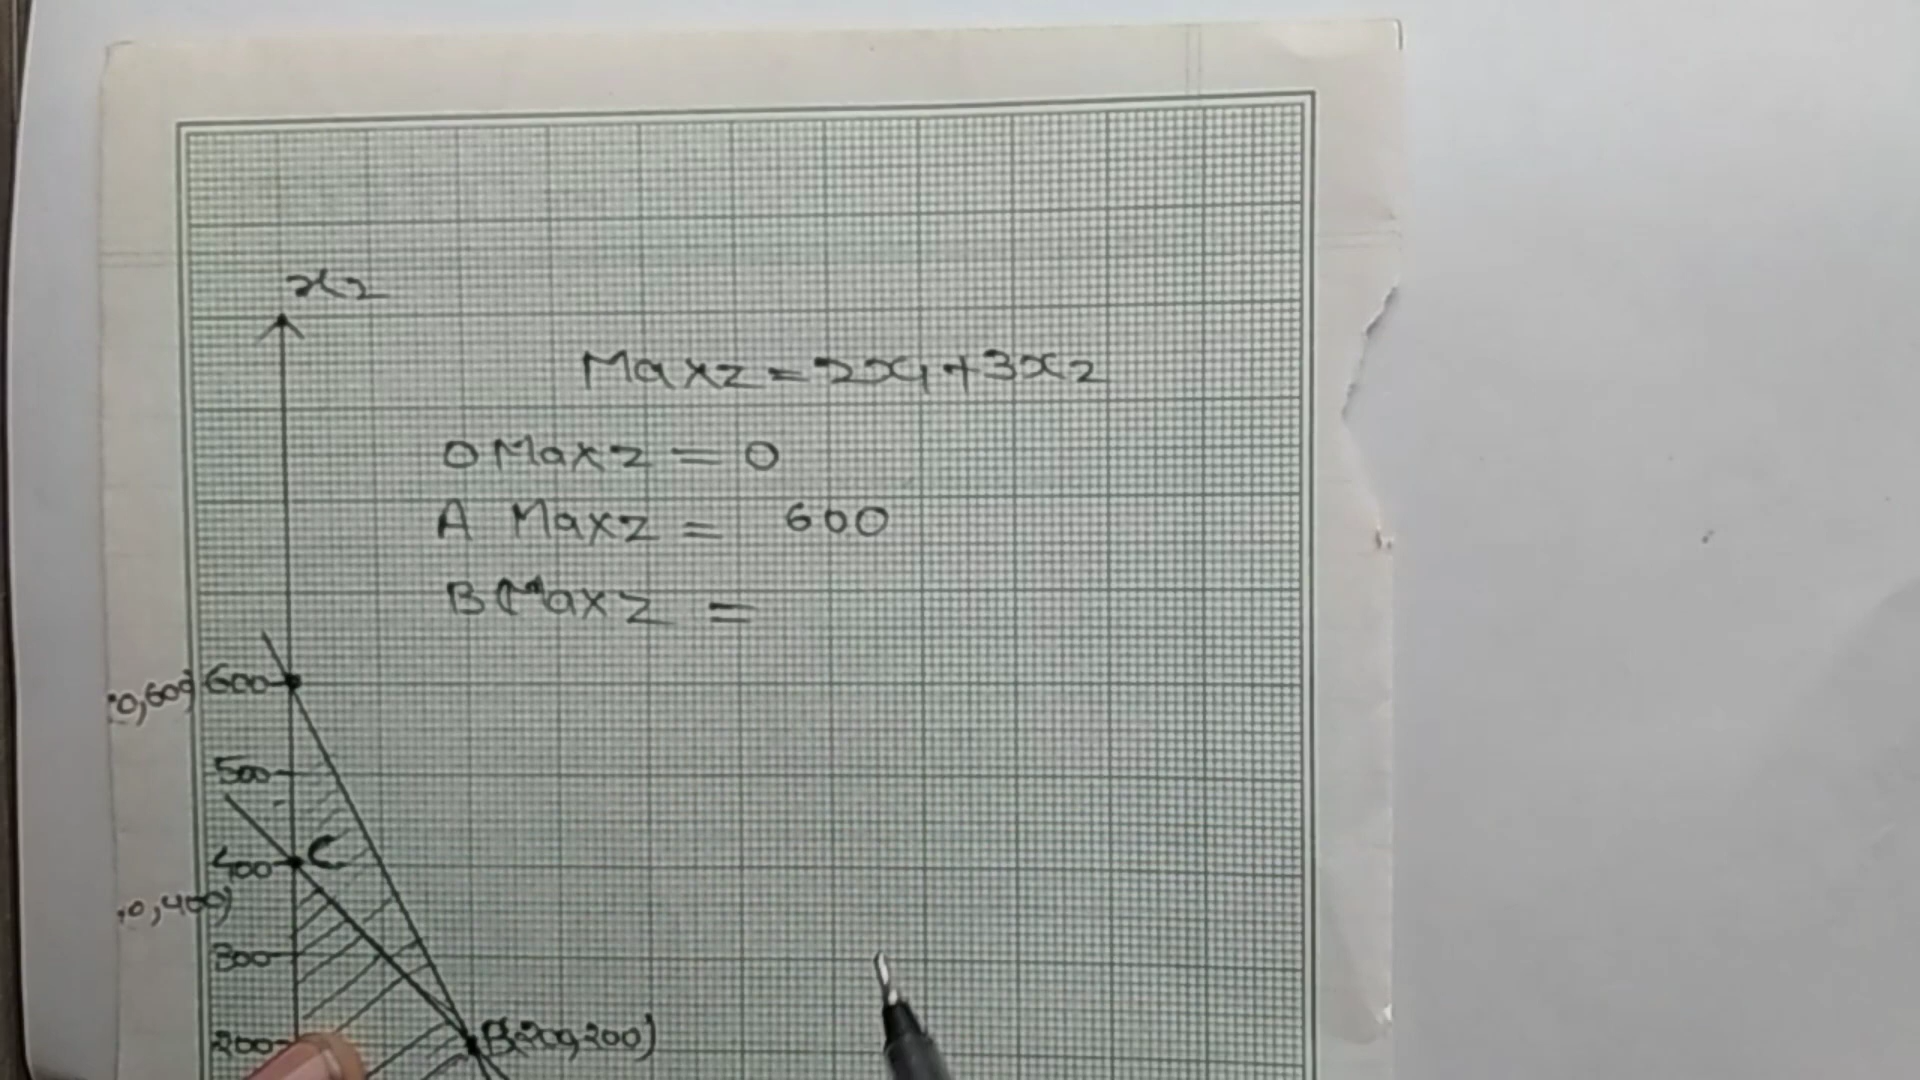 x2
Max z = 2x1 + 3x2
O Max z = 0
A Max z = 600
B Max z =
0,600) 600
500
400 C
0,400)
300
200 B(200,200)